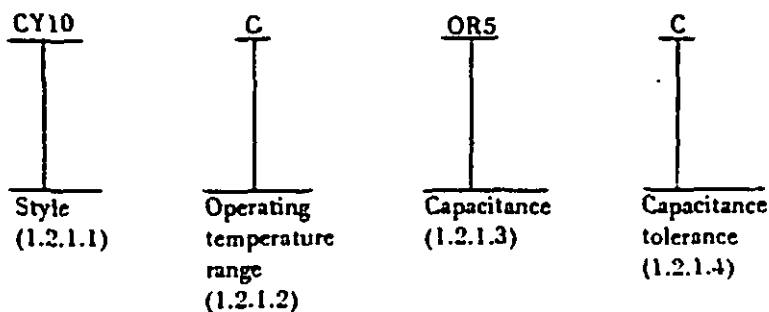 CY10 C OR5 C
Style Operating Capacitance Capacitance
(1.2.1.1) temperature (1.2.1.3) tolerance
range (1.2.1.4)
(1.2.1.2)